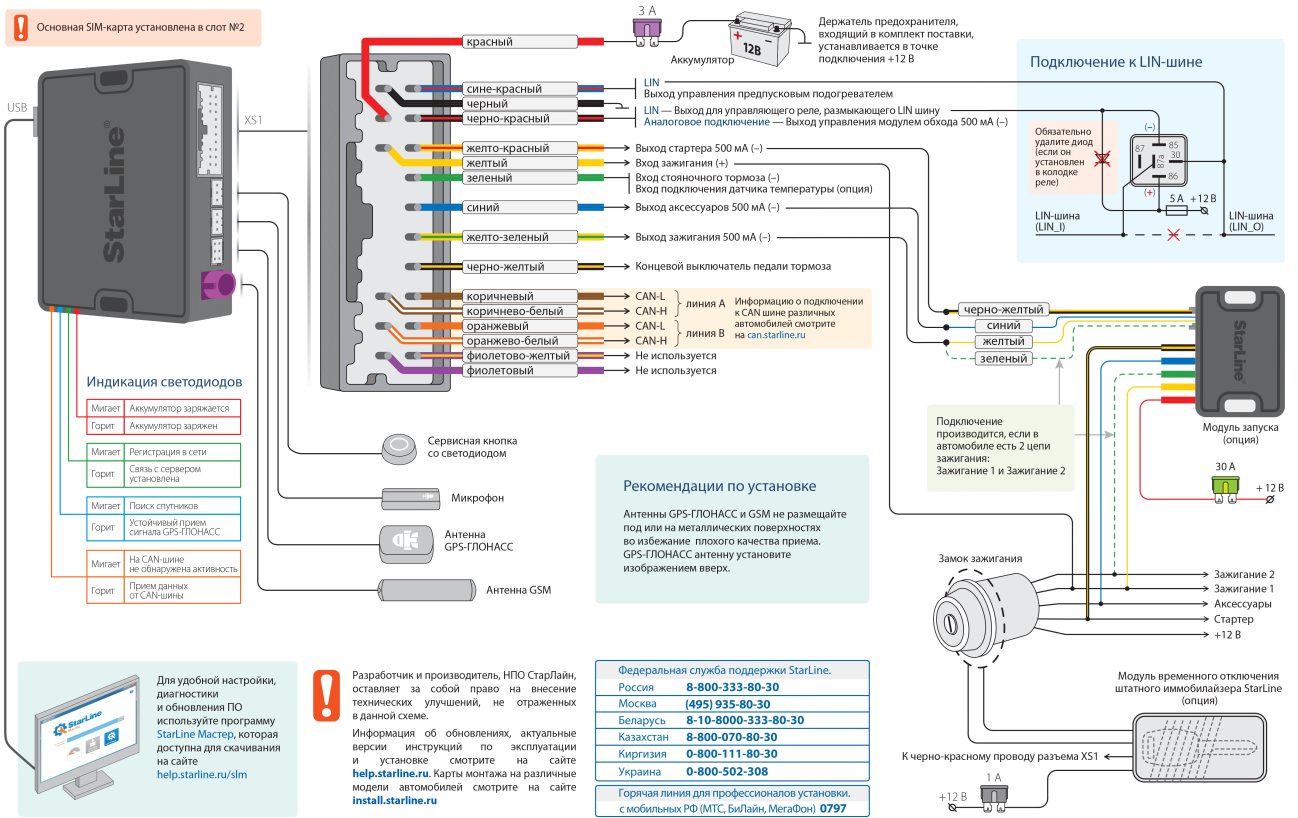 Основная SIM-карта установлена в слот №2
USB
StarLine®
XS1
красный
3 А
Аккумулятор
12В
Держатель предохранителя,
входящий в комплект поставки,
устанавливается в точке
подключения +12 В
сине-красный
LIN
Выход управления предпусковым подогревателем
черный
черно-красный
LIN — Выход для управляющего реле, размыкающего LIN шину
Аналоговое подключение — Выход управления модулем обхода 500 мА (–)
желто-красный
Выход стартера 500 мА (–)
желтый
Вход зажигания (+)
зеленый
Вход стояночного тормоза (–)
Вход подключения датчика температуры (опция)
синий
Выход аксессуаров 500 мА (–)
желто-зеленый
Выход зажигания 500 мА (–)
черно-желтый
Концевой выключатель педали тормоза
коричневый
CAN-L
коричнево-белый
CAN-H
линия А
оранжевый
CAN-L
оранжево-белый
CAN-H
линия В
Информацию о подключении
к CAN шине различных
автомобилей смотрите
на can.starline.ru
фиолетово-желтый
Не используется
фиолетовый
Не используется
Подключение к LIN-шине
Обязательно
удалите диод
(если он
установлен
в колодке
реле)
(–)
87
85
30
87a
86
(+)
5 А
+12 В
LIN-шина
(LIN_I)
LIN-шина
(LIN_O)
черно-желтый
синий
желтый
зеленый
StarLine®
Модуль запуска
(опция)
30 А
+ 12 В
Подключение
производится, если в
автомобиле есть 2 цепи
зажигания:
Зажигание 1 и Зажигание 2
Индикация светодиодов
Мигает Аккумулятор заряжается
Горит Аккумулятор заряжен
Мигает Регистрация в сети
Горит Связь с сервером
установлена
Мигает Поиск спутников
Горит Устойчивый прием
сигнала GPS-ГЛОНАСС
Мигает На CAN-шине
не обнаружена активность
Горит Прием данных
от CAN-шины
Сервисная кнопка
со светодиодом
Микрофон
Антенна
GPS-ГЛОНАСС
Антенна GSM
Рекомендации по установке
Антенны GPS-ГЛОНАСС и GSM не размещайте
под или на металлических поверхностях
во избежание плохого качества приема.
GPS-ГЛОНАСС антенну установите
изображением вверх.
Замок зажигания
Зажигание 2
Зажигание 1
Аксессуары
Стартер
+12 В
Модуль временного отключения
штатного иммобилайзера StarLine
(опция)
К черно-красному проводу разъема XS1
1 А
+12 В
StarLine
Для удобной настройки,
диагностики
и обновления ПО
используйте программу
StarLine Мастер, которая
доступна для скачивания
на сайте
help.starline.ru/slm
Разработчик и производитель, НПО СтарЛайн,
оставляет за собой право на внесение
технических улучшений, не отраженных
в данной схеме.
Информация об обновлениях, актуальные
версии инструкций по эксплуатации
и установке смотрите на сайте
help.starline.ru. Карты монтажа на различные
модели автомобилей смотрите на сайте
install.starline.ru
Федеральная служба поддержки StarLine.
Россия 8-800-333-80-30
Москва (495) 935-80-30
Беларусь 8-10-8000-333-80-30
Казахстан 8-800-070-80-30
Киргизия 0-800-111-80-30
Украина 0-800-502-308
Горячая линия для профессионалов установки.
с мобильных РФ (МТС, БиЛайн, МегаФон) 0797